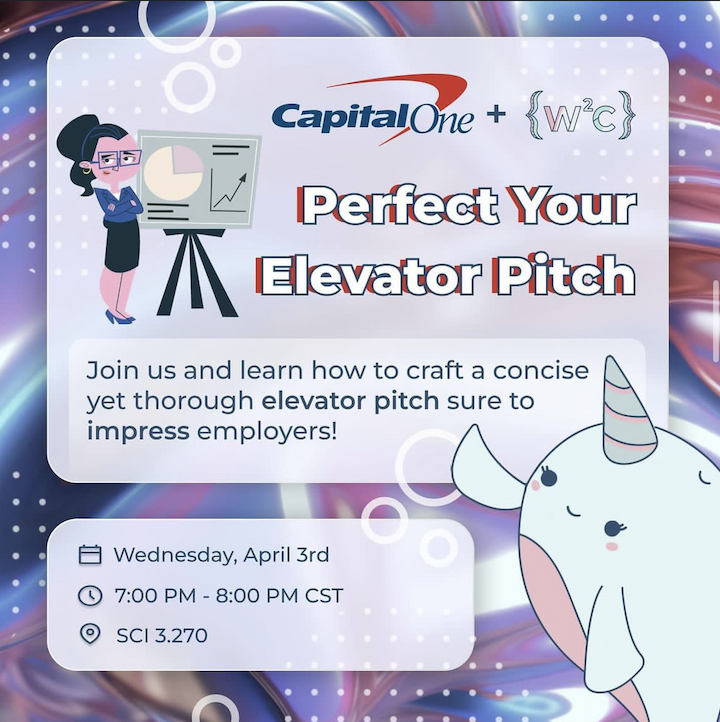 CapitalOne + {W²C}
Perfect Your
Elevator Pitch
Join us and learn how to craft a concise
yet thorough elevator pitch sure to
impress employers!
Wednesday, April 3rd
7:00 PM - 8:00 PM CST
SCI 3.270